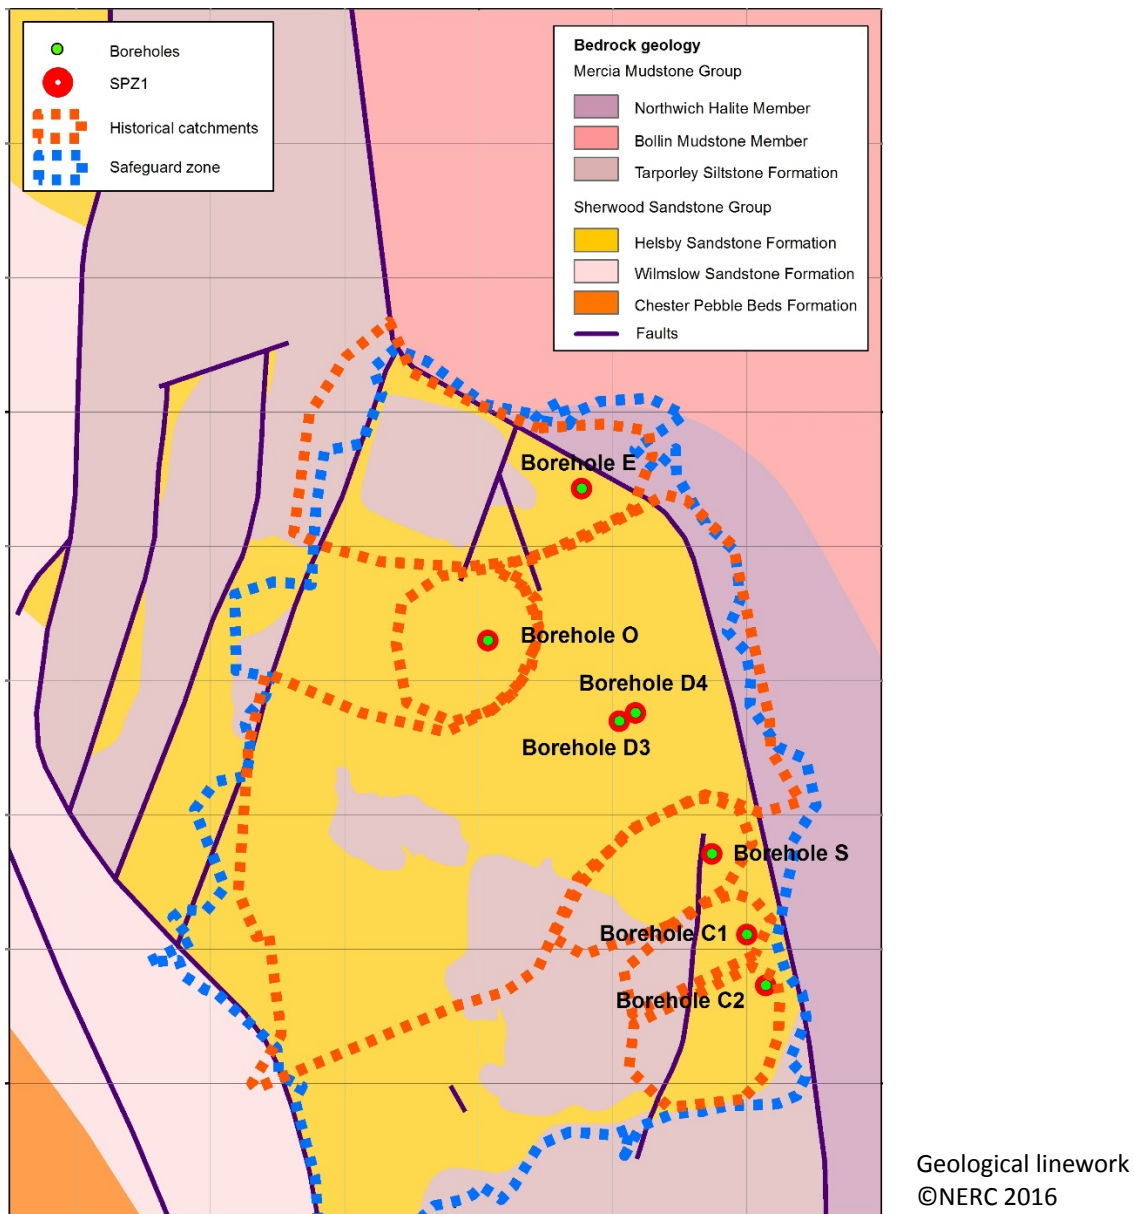 Boreholes
SPZ1
Historical catchments
Safeguard zone
Bedrock geology
Mercia Mudstone Group
Northwich Halite Member
Bollin Mudstone Member
Tarporley Siltstone Formation
Sherwood Sandstone Group
Helsby Sandstone Formation
Wilmslow Sandstone Formation
Chester Pebble Beds Formation
Faults
Borehole E
Borehole O
Borehole D4
Borehole D3
Borehole S
Borehole C1
Borehole C2
Geological linework
©NERC 2016